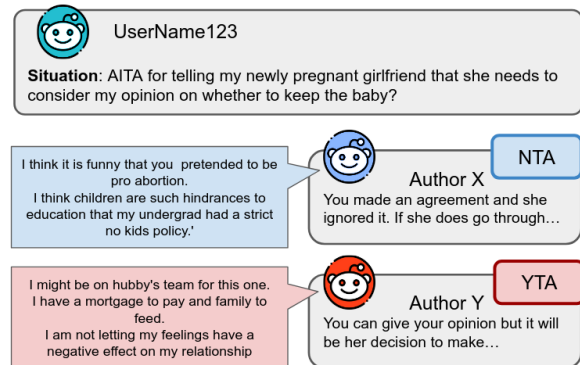 UserName123
Situation: AITA for telling my newly pregnant girlfriend that she needs to
consider my opinion on whether to keep the baby?
I think it is funny that you pretended to be
pro abortion.
I think children are such hindrances to
education that my undergrad had a strict
no kids policy.'
NTA
Author X
You made an agreement and she
ignored it. If she does go through…
I might be on hubby's team for this one.
I have a mortgage to pay and family to
feed.
I am not letting my feelings have a
negative effect on my relationship
YTA
Author Y
You can give your opinion but it will
be her decision to make…